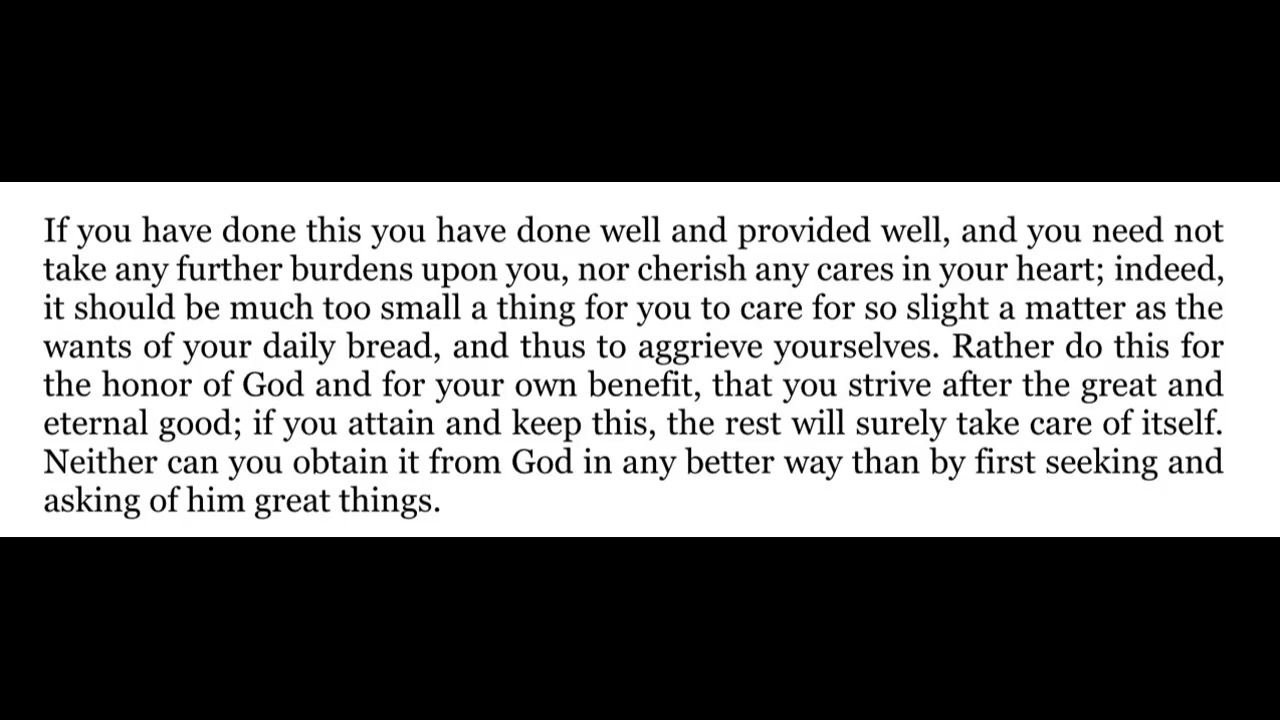 If you have done this you have done well and provided well, and you need not
take any further burdens upon you, nor cherish any cares in your heart; indeed,
it should be much too small a thing for you to care for so slight a matter as the
wants of your daily bread, and thus to aggrieve yourselves. Rather do this for
the honor of God and for your own benefit, that you strive after the great and
eternal good; if you attain and keep this, the rest will surely take care of itself.
Neither can you obtain it from God in any better way than by first seeking and
asking of him great things.